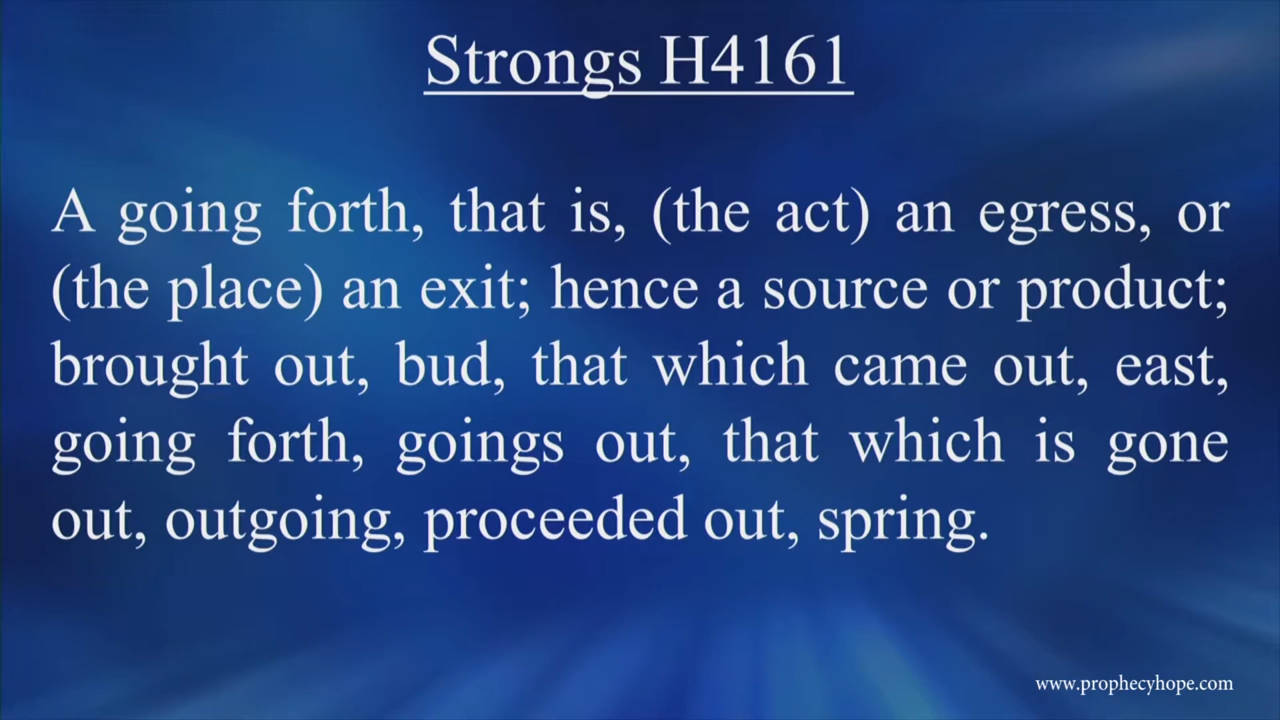 Strongs H4161
A going forth, that is, (the act) an egress, or
(the place) an exit; hence a source or product;
brought out, bud, that which came out, east,
going forth, goings out, that which is gone
out, outgoing, proceeded out, spring.
www.prophecyhope.com